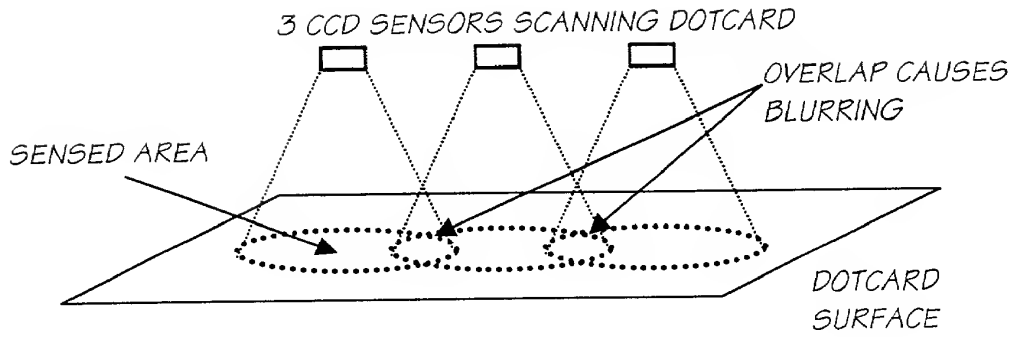 3 CCD SENSORS SCANNING DOTCARD
OVERLAP CAUSES
BLURRING
SENSED AREA
DOTCARD
SURFACE